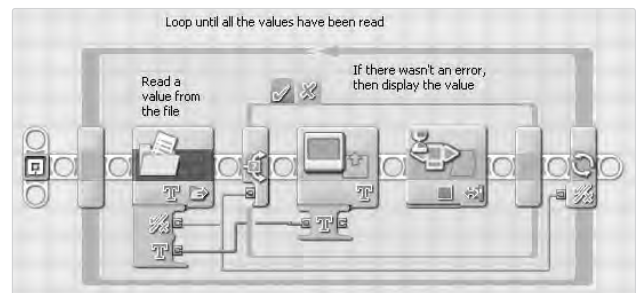 Loop until all the values have been read
Read a
value from
the file
If there wasn't an error,
then display the value
T
T
T
T